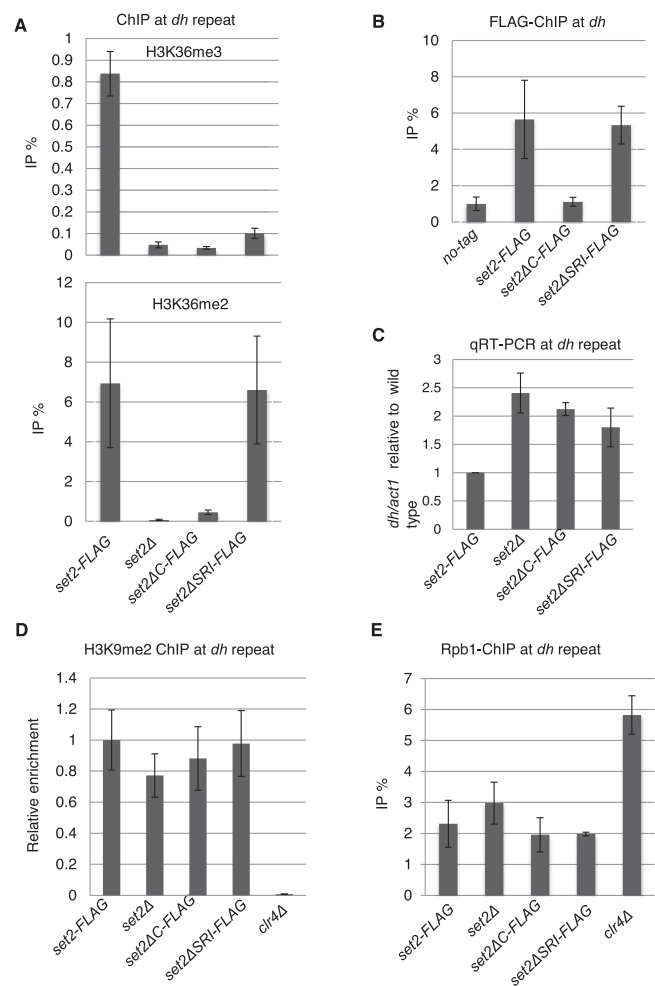 A
ChIP at dh repeat
H3K36me3
IP %
1
0.9
0.8
0.7
0.6
0.5
0.4
0.3
0.2
0.1
0
H3K36me2
IP %
12
10
8
6
4
2
0
set2-FLAG
set2Δ
set2ΔC-FLAG
set2ΔSRI-FLAG
B
FLAG-ChIP at dh
IP %
10
8
6
4
2
0
no-tag
set2-FLAG
set2ΔC-FLAG
set2ΔSRI-FLAG
C
qRT-PCR at dh repeat
dh/act1 relative to wild
type
3
2.5
2
1.5
1
0.5
0
set2-FLAG
set2Δ
set2ΔC-FLAG
set2ΔSRI-FLAG
D
H3K9me2 ChIP at dh repeat
Relative enrichment
1.4
1.2
1
0.8
0.6
0.4
0.2
0
set2-FLAG
set2Δ
set2ΔC-FLAG
set2ΔSRI-FLAG
clr4Δ
E
Rpb1-ChIP at dh repeat
IP %
7
6
5
4
3
2
1
0
set2-FLAG
set2Δ
set2ΔC-FLAG
set2ΔSRI-FLAG
clr4Δ